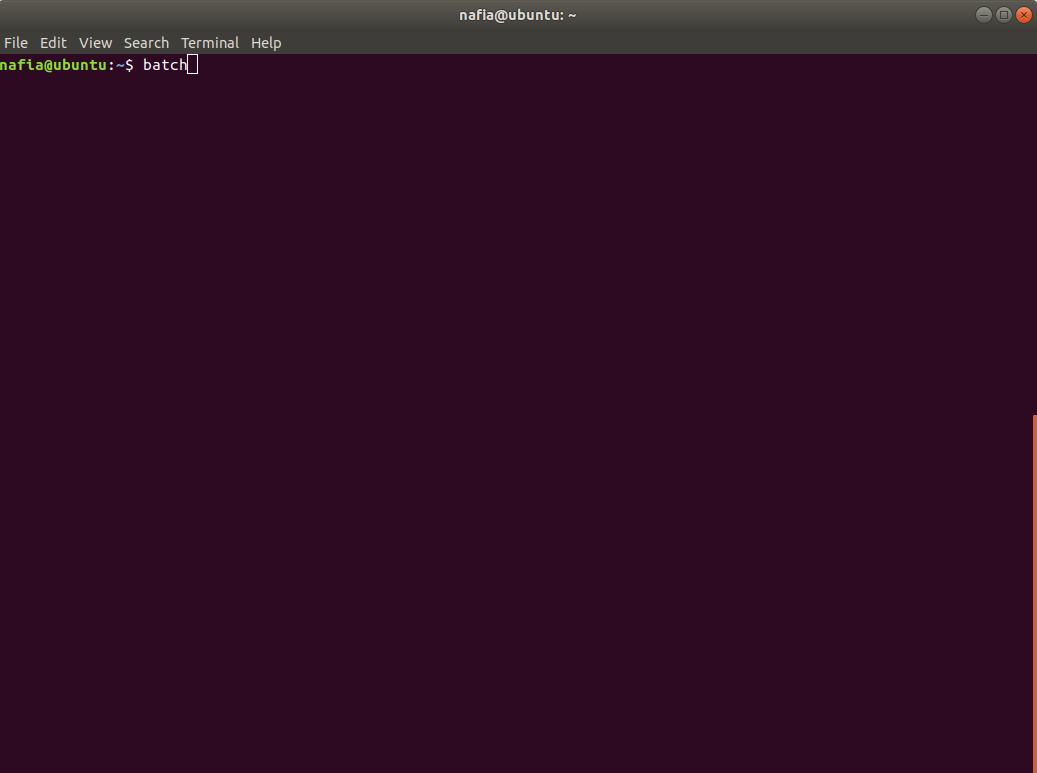 nafia@ubuntu: ~
File Edit View Search Terminal Help
nafia@ubuntu:~$ batch